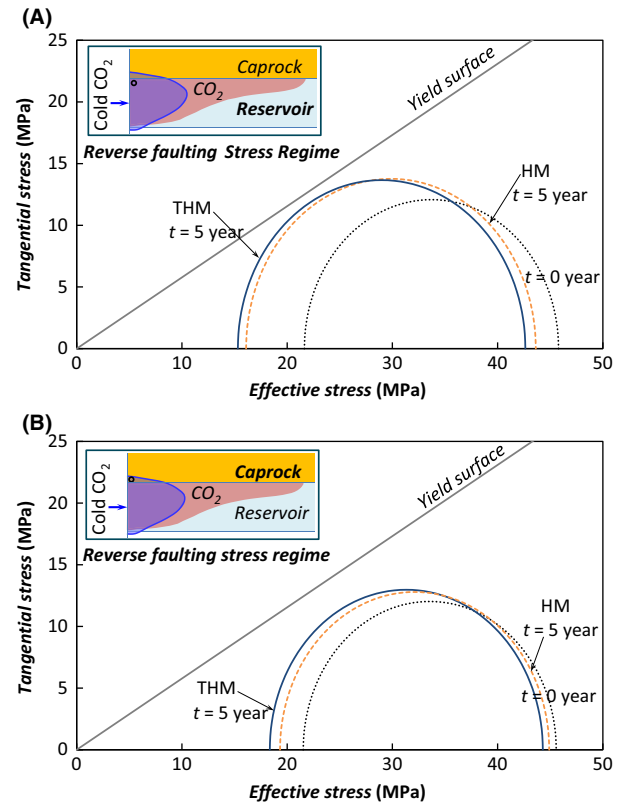 (A)
25
20
15
10
5
0
Tangential stress (MPa)
Cold CO2
Caprock
CO2
Reservoir
Reverse faulting Stress Regime
Yield surface
THM
t = 5 year
HM
t = 5 year
t = 0 year
0 10 20 30 40 50
Effective stress (MPa)
(B)
25
20
15
10
5
0
Tangential stress (MPa)
Cold CO2
Caprock
CO2
Reservoir
Reverse faulting stress regime
Yield surface
HM
t = 5 year
THM
t = 5 year
t = 0 year
0 10 20 30 40 50
Effective stress (MPa)